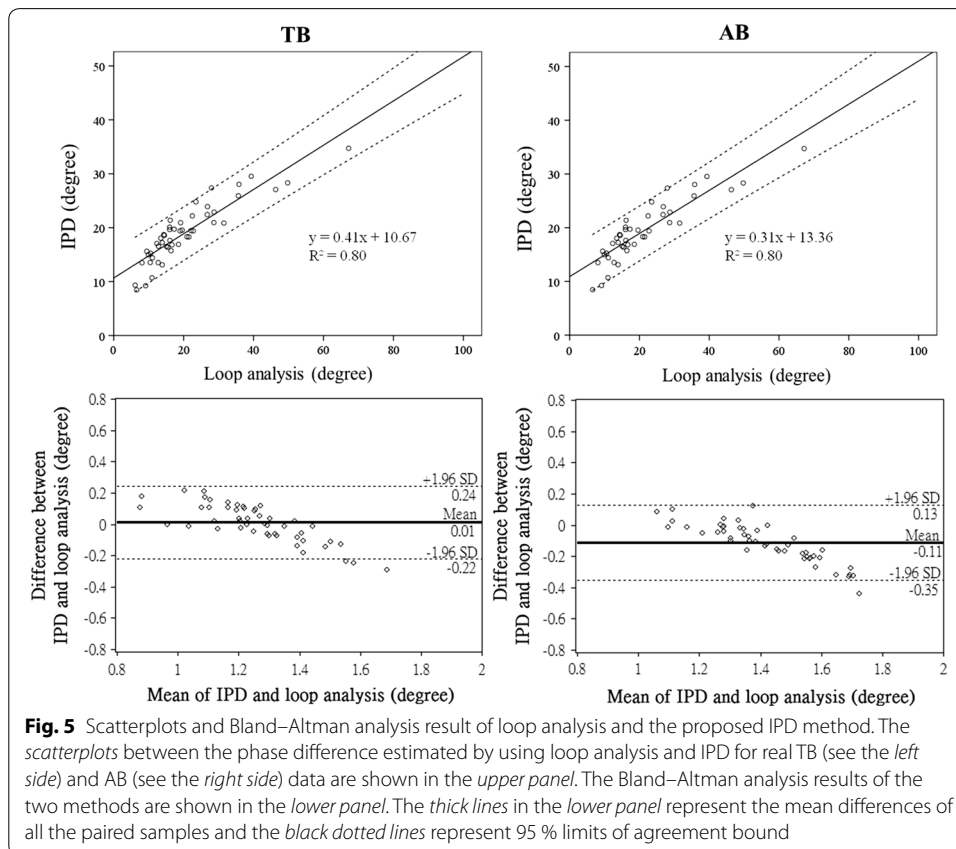 TB
AB
50
40
30
20
10
0
IPD (degree)
y = 0.41x + 10.67
R² = 0.80
0 20 40 60 80 100
Loop analysis (degree)
50
40
30
20
10
0
IPD (degree)
y = 0.31x + 13.36
R² = 0.80
0 20 40 60 80 100
Loop analysis (degree)
0.8
0.6
0.4
0.2
0
-0.2
-0.4
-0.6
-0.8
Difference between
IPD and loop analysis (degree)
+1.96 SD
0.24
Mean
0.01
-1.96 SD
-0.22
0.8 1 1.2 1.4 1.6 1.8 2
Mean of IPD and loop analysis (degree)
0.8
0.6
0.4
0.2
0
-0.2
-0.4
-0.6
-0.8
Difference between
IPD and loop analysis (degree)
+1.96 SD
0.13
Mean
-0.11
-1.96 SD
-0.35
0.8 1 1.2 1.4 1.6 1.8 2
Mean of IPD and loop analysis (degree)
Fig. 5 Scatterplots and Bland–Altman analysis result of loop analysis and the proposed IPD method. The
scatterplots between the phase difference estimated by using loop analysis and IPD for real TB (see the left
side) and AB (see the right side) data are shown in the upper panel. The Bland–Altman analysis results of the
two methods are shown in the lower panel. The thick lines in the lower panel represent the mean differences of
all the paired samples and the black dotted lines represent 95 % limits of agreement bound